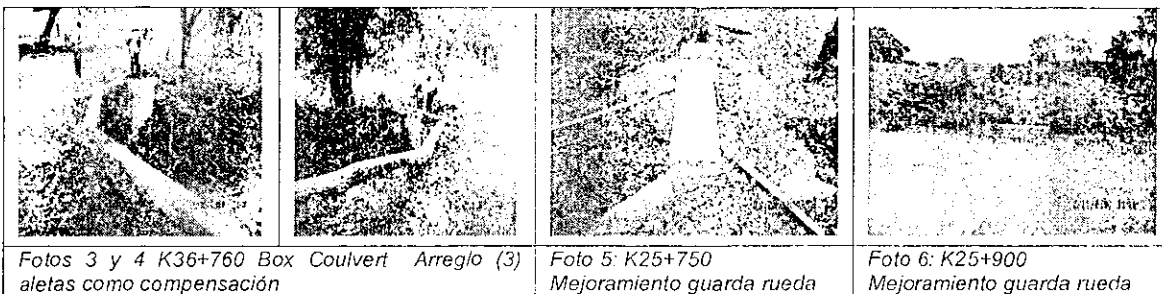 Fotos 3 y 4 K36+760 Box Coulvert Arreglo (3)
aletas como compensación
Foto 5: K25+750
Mejoramiento guarda rueda
Foto 6: K25+900
Mejoramiento guarda rueda